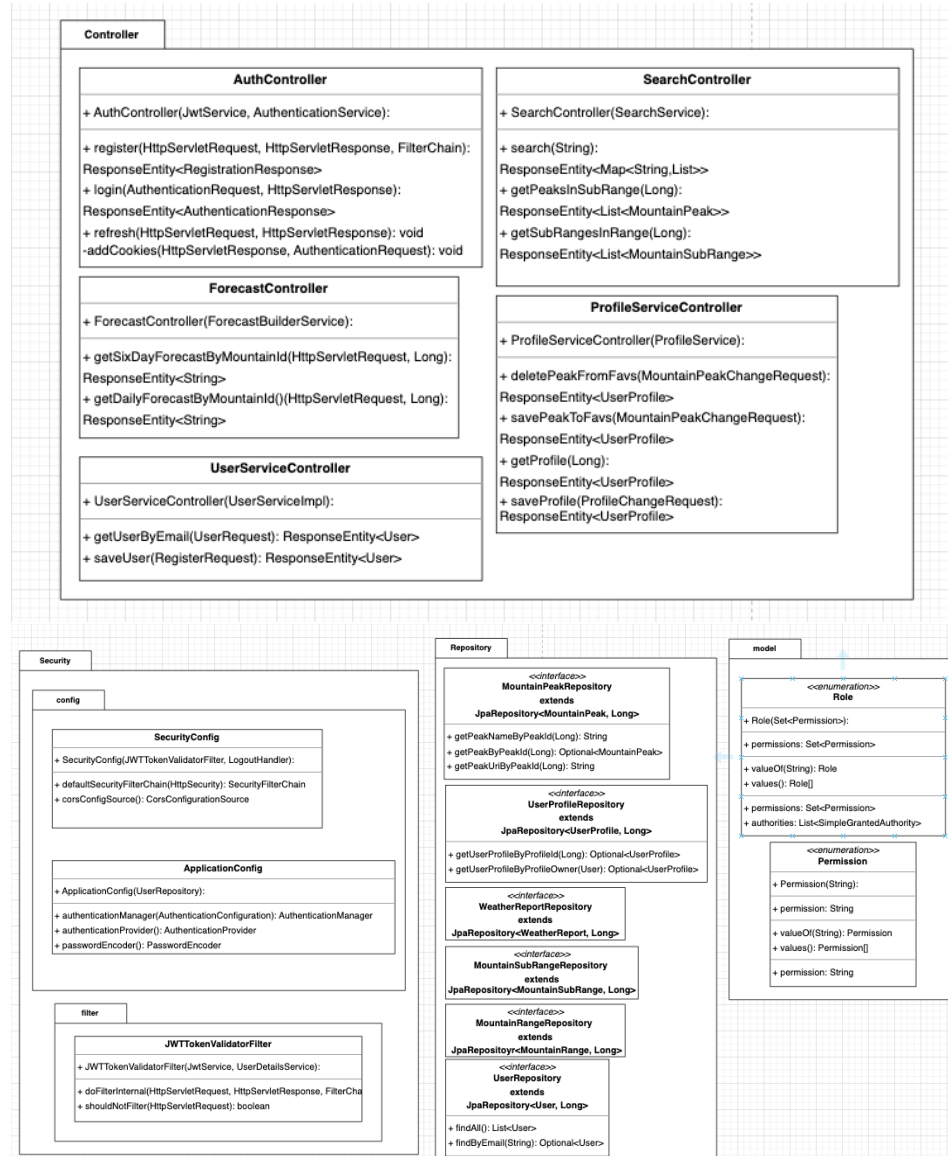 Controller
AuthController
+ AuthController(JwtService, AuthenticationService):
+ register(HttpServletRequest, HttpServletResponse, FilterChain):
ResponseEntity<RegistrationResponse>
+ login(AuthenticationRequest, HttpServletResponse):
ResponseEntity<AuthenticationResponse>
+ refresh(HttpServletRequest, HttpServletResponse): void
-addCookies(HttpServletResponse, AuthenticationRequest): void
SearchController
+ SearchController(SearchService):
+ search(String):
ResponseEntity<Map<String,List>>
+ getPeaksInSubRange(Long):
ResponseEntity<List<MountainPeak>>
+ getSubRangesInRange(Long):
ResponseEntity<List<MountainSubRange>>
ForecastController
+ ForecastController(ForecastBuilderService):
+ getSixDayForecastByMountainId(HttpServletRequest, Long):
ResponseEntity<String>
+ getDailyForecastByMountainId()(HttpServletRequest, Long):
ResponseEntity<String>
ProfileServiceController
+ ProfileServiceController(ProfileService):
+ deletePeakFromFavs(MountainPeakChangeRequest):
ResponseEntity<UserProfile>
+ savePeakToFavs(MountainPeakChangeRequest):
ResponseEntity<UserProfile>
+ getProfile(Long):
ResponseEntity<UserProfile>
+ saveProfile(ProfileChangeRequest):
ResponseEntity<UserProfile>
UserServiceController
+ UserServiceController(UserServiceImpl):
+ getUserByEmail(UserRequest): ResponseEntity<User>
+ saveUser(RegisterRequest): ResponseEntity<User>
Security
config
SecurityConfig
+ SecurityConfig(JWTTokenValidatorFilter, LogoutHandler):
+ defaultSecurityFilterChain(HttpSecurity): SecurityFilterChain
+ corsConfigSource(): CorsConfigurationSource
ApplicationConfig
+ ApplicationConfig(UserRepository):
+ authenticationManager(AuthenticationConfiguration): AuthenticationManager
+ authenticationProvider(): AuthenticationProvider
+ passwordEncoder(): PasswordEncoder
filter
JWTTokenValidatorFilter
+ JWTTokenValidatorFilter(JwtService, UserDetailsService):
+ doFilterInternal(HttpServletRequest, HttpServletResponse, FilterCha
+ shouldNotFilter(HttpServletRequest): boolean
Repository
<<interface>>
MountainPeakRepository
extends
JpaRepository<MountainPeak, Long>
+ getPeakNameByPeakId(Long): String
+ getPeakByPeakId(Long): Optional<MountainPeak>
+ getPeakUriByPeakId(Long): String
<<interface>>
UserProfileRepository
extends
JpaRepository<UserProfile, Long>
+ getUserProfileByProfileId(Long): Optional<UserProfile>
+ getUserProfileByProfileOwner(User): Optional<UserProfile>
<<interface>>
WeatherReportRepository
extends
JpaRepository<WeatherReport, Long>
<<interface>>
MountainSubRangeRepository
extends
JpaRepository<MountainSubRange, Long>
<<interface>>
MountainRangeRepository
extends
JpaRepositoyr<MountainRange, Long>
<<interface>>
UserRepository
extends
JpaRepository<User, Long>
+ findAll(): List<User>
+ findByEmail(String): Optional<User>
model
<<enumeration>>
Role
+ Role(Set<Permission>):
+ permissions: Set<Permission>
+ valueOf(String): Role
+ values(): Role[]
+ permissions: Set<Permission>
+ authorities: List<SimpleGrantedAuthority>
<<enumeration>>
Permission
+ Permission(String):
+ permission: String
+ valueOf(String): Permission
+ values(): Permission[]
+ permission: String